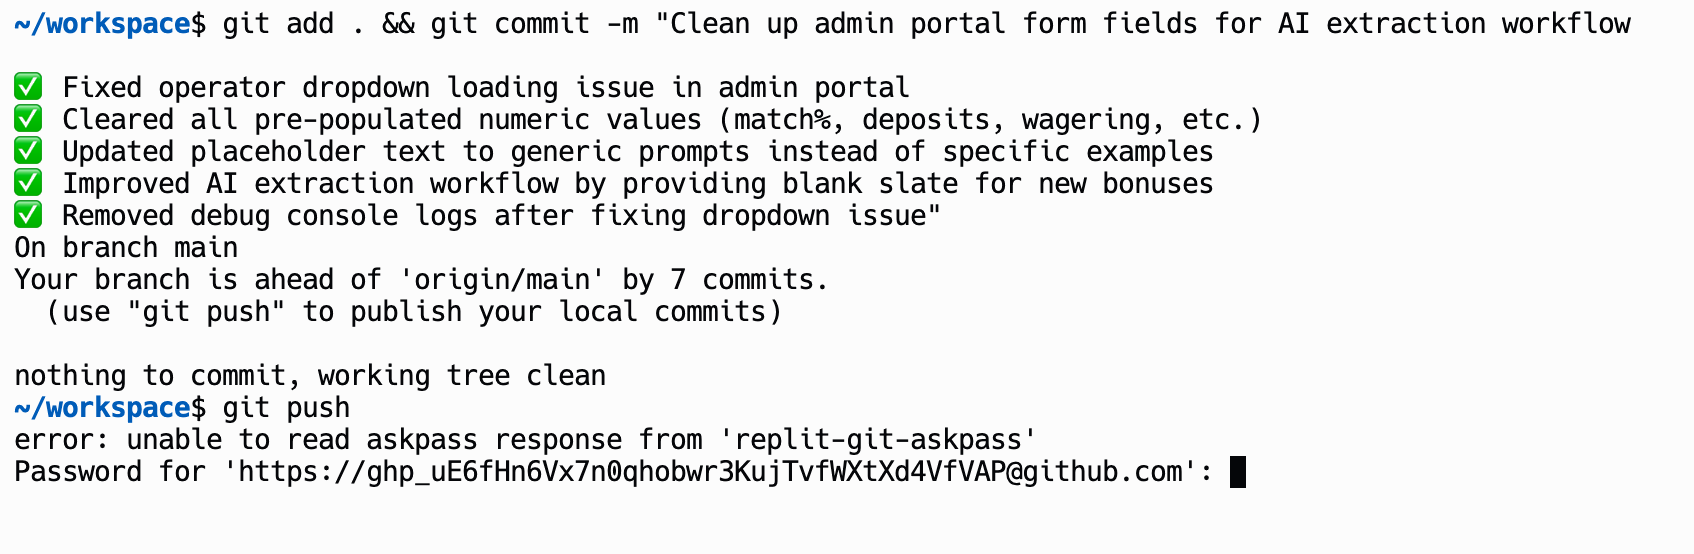 ~/workspace$ git add . && git commit -m "Clean up admin portal form fields for AI extraction workflow
✅ Fixed operator dropdown loading issue in admin portal
✅ Cleared all pre-populated numeric values (match%, deposits, wagering, etc.)
✅ Updated placeholder text to generic prompts instead of specific examples
✅ Improved AI extraction workflow by providing blank slate for new bonuses
✅ Removed debug console logs after fixing dropdown issue"
On branch main
Your branch is ahead of 'origin/main' by 7 commits.
  (use "git push" to publish your local commits)
nothing to commit, working tree clean
~/workspace$ git push
error: unable to read askpass response from 'replit-git-askpass'
Password for 'https://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@github.com':